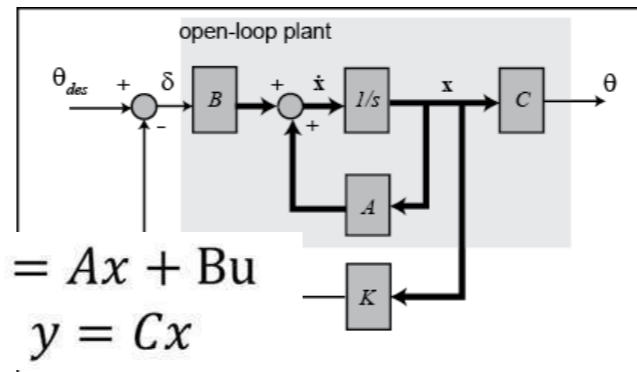 open-loop plant
θdes + δ B + ẋ 1/s x C θ
- +
A
= Ax + Bu
K
y = Cx